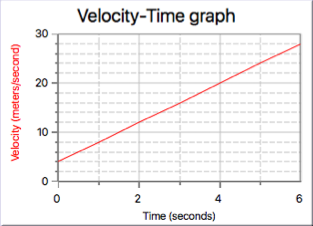 Velocity-Time graph
Velocity (meters/second)
30
20
10
0
0 2 4 6
Time (seconds)